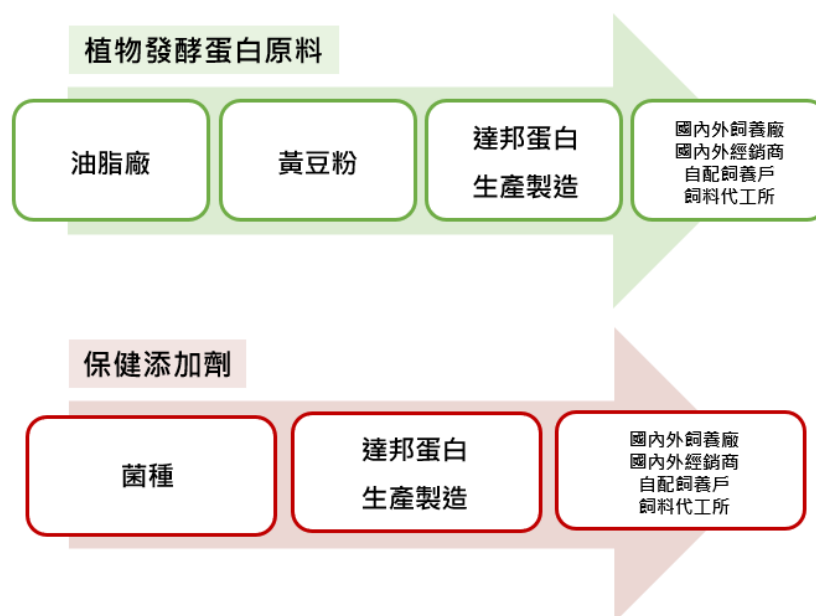 植物發酵蛋白原料
油脂廠
黃豆粉
達邦蛋白
生產製造
國內外飼養廠
國內外經銷商
自配飼養戶
飼料代工所
保健添加劑
菌種
達邦蛋白
生產製造
國內外飼養廠
國內外經銷商
自配飼養戶
飼料代工所